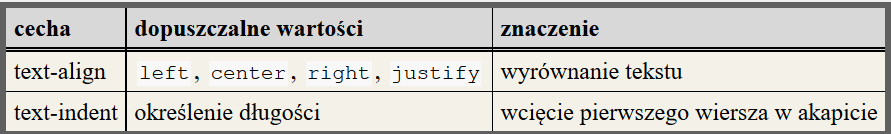 cecha dopuszczalne wartości znaczenie
text-align left, center, right, justify wyrównanie tekstu
text-indent określenie długości wcięcie pierwszego wiersza w akapicie